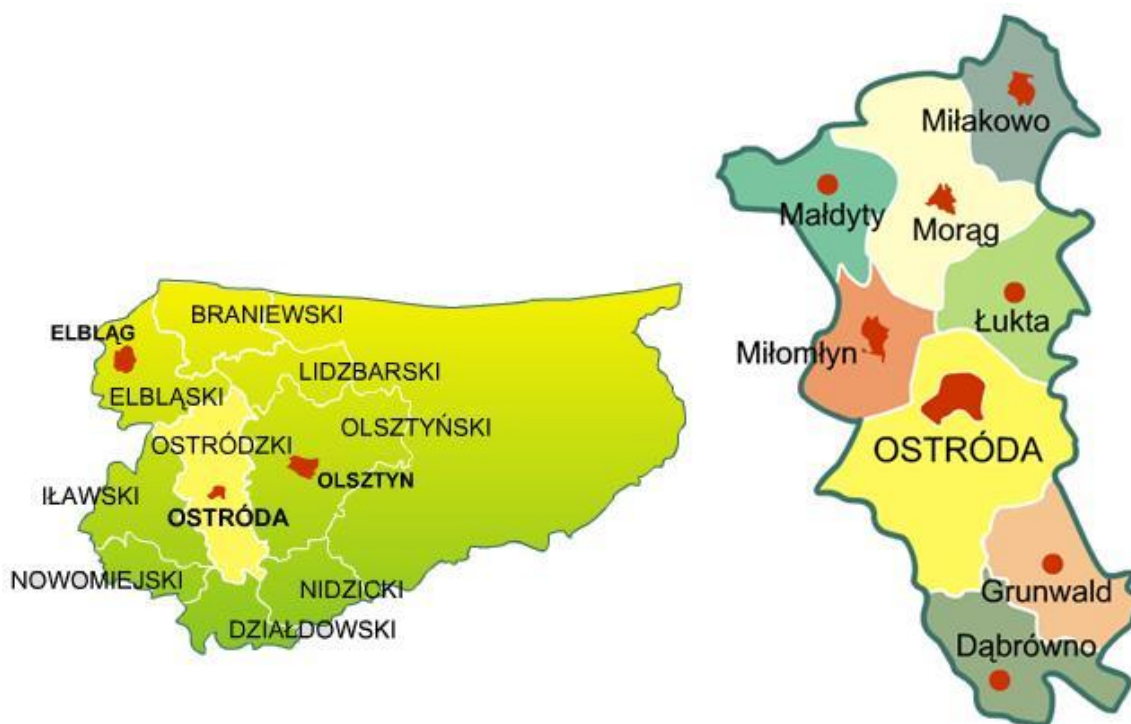 BRANIEWSKI
ELBLĄG
LIDZBARSKI
ELBLĄSKI
OLSZTYŃSKI
OSTRÓDZKI
OLSZTYN
IŁAWSKI
OSTRÓDA
NOWOMIEJSKI
NIDZICKI
DZIAŁDOWSKI
Miłakowo
Małdyty
Morąg
Łukta
Miłomłyn
OSTRÓDA
Grunwald
Dąbrówno